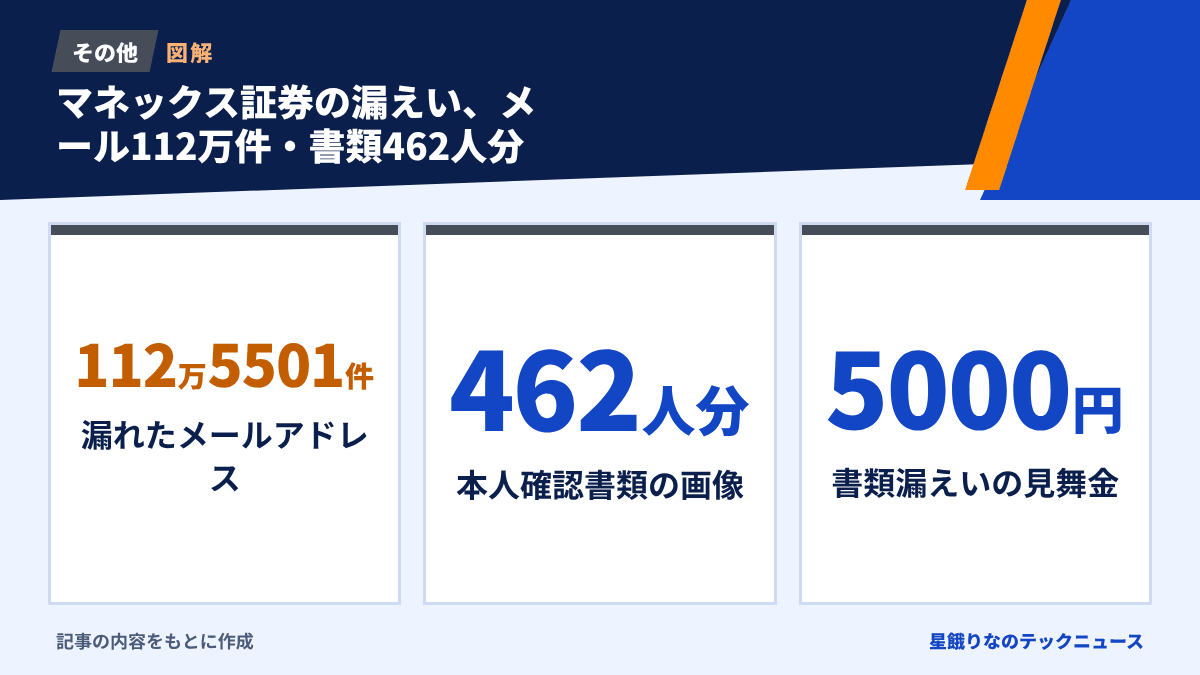 その他 図解
マネックス証券の漏えい、メ
ール112万件・書類462人分
112万5501件
漏れたメールアドレ
ス
462人分
本人確認書類の画像
5000円
書類漏えいの見舞金
記事の内容をもとに作成
星餓りなのテックニュース